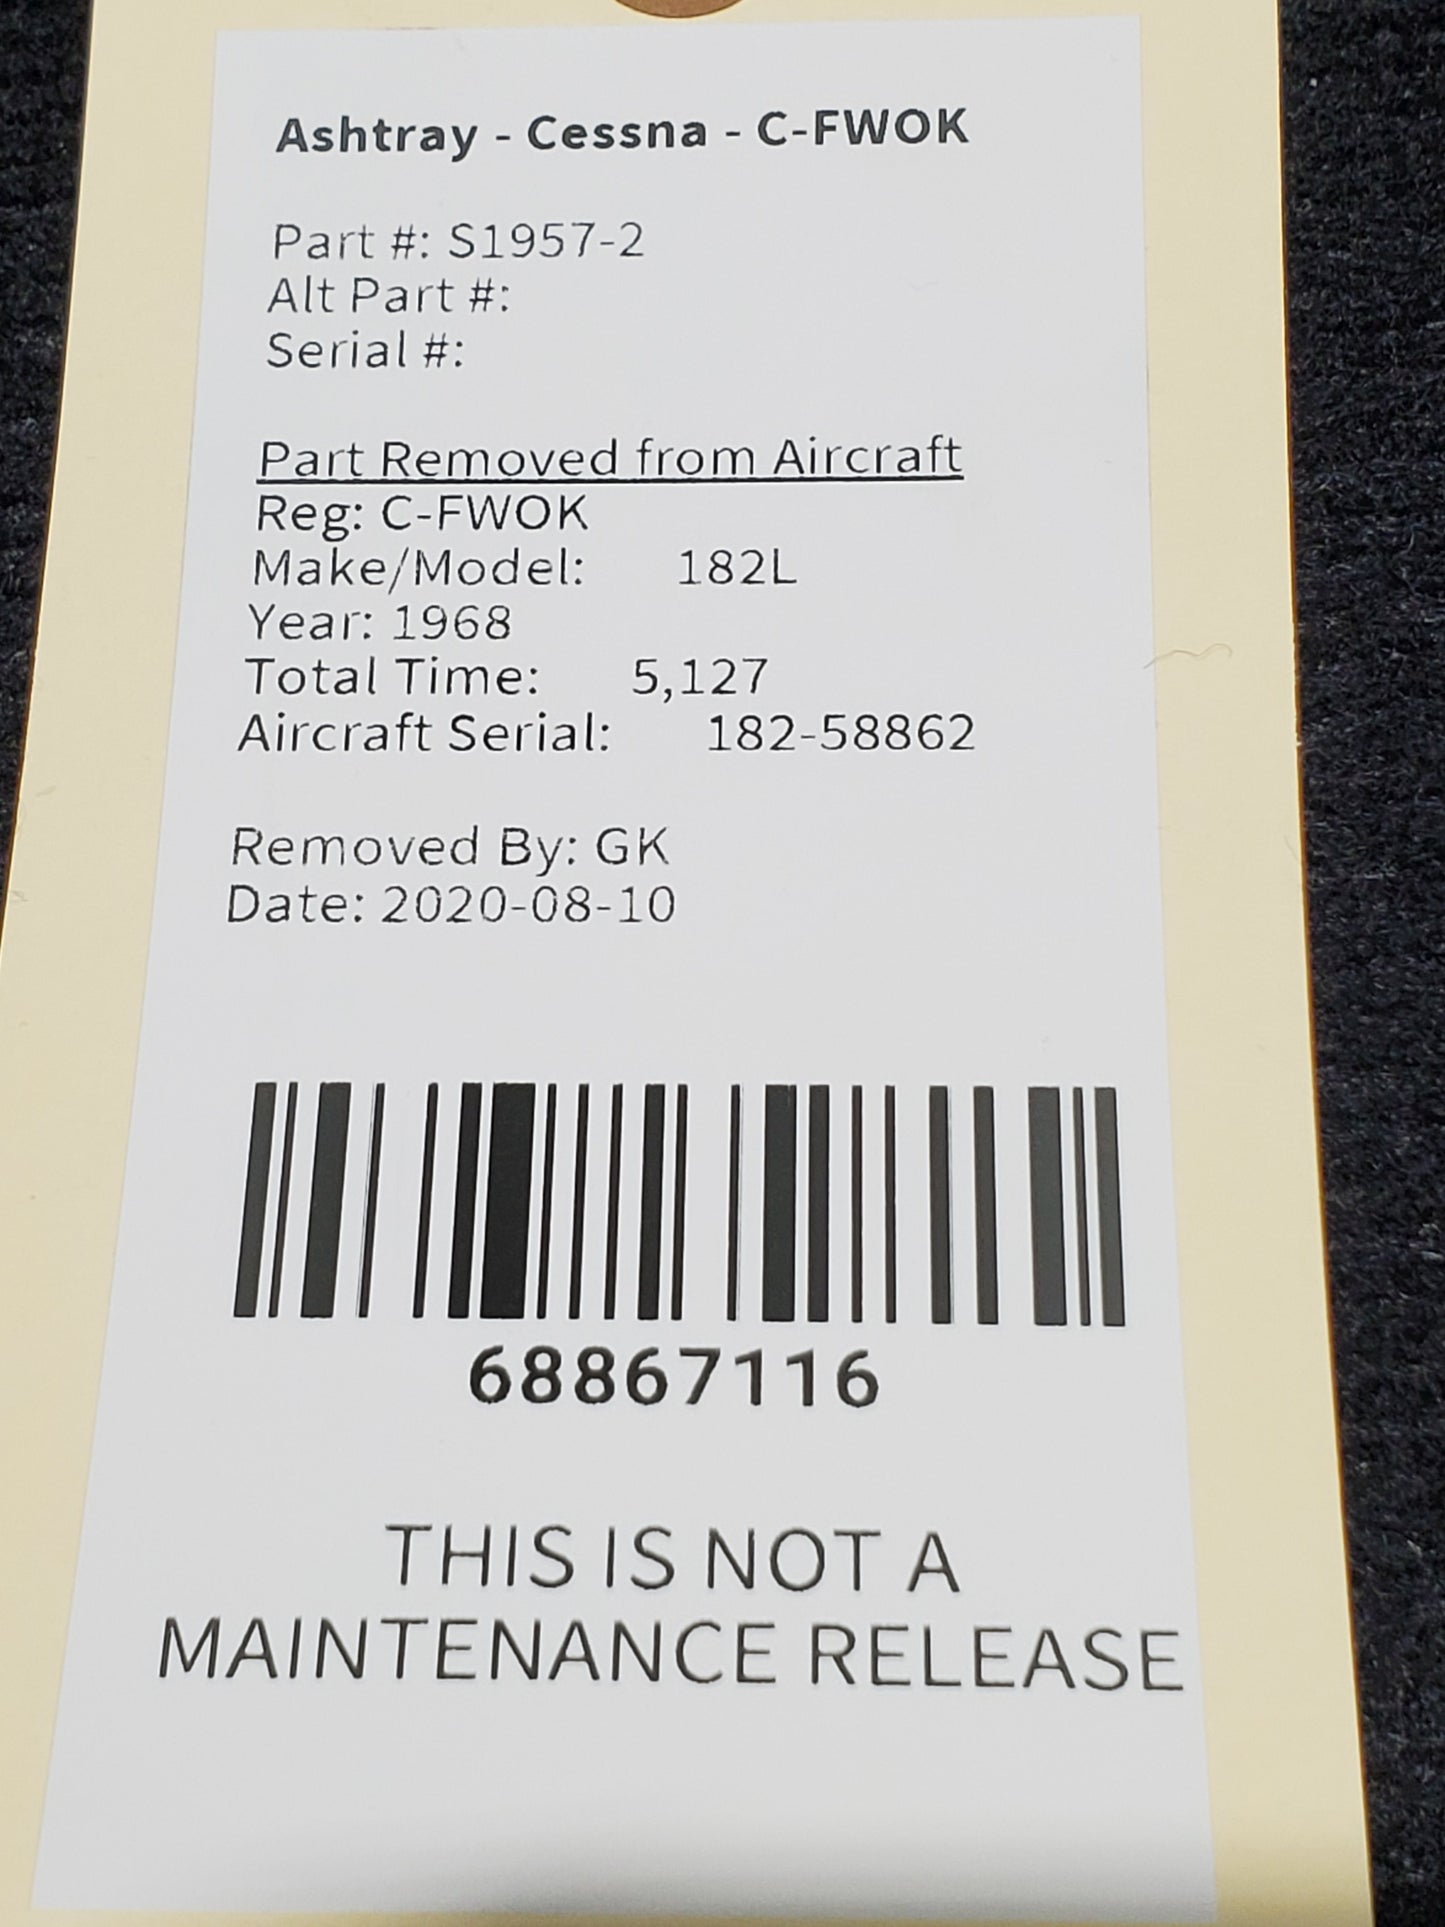 Ashtray - Cessna - C-FWOK
Part #: S1957-2
Alt Part #:
Serial #:
Part Removed from Aircraft
Reg: C-FWOK
Make/Model: 182L
Year: 1968
Total Time: 5,127
Aircraft Serial: 182-58862
Removed By: GK
Date: 2020-08-10
68867116
THIS IS NOT A
MAINTENANCE RELEASE